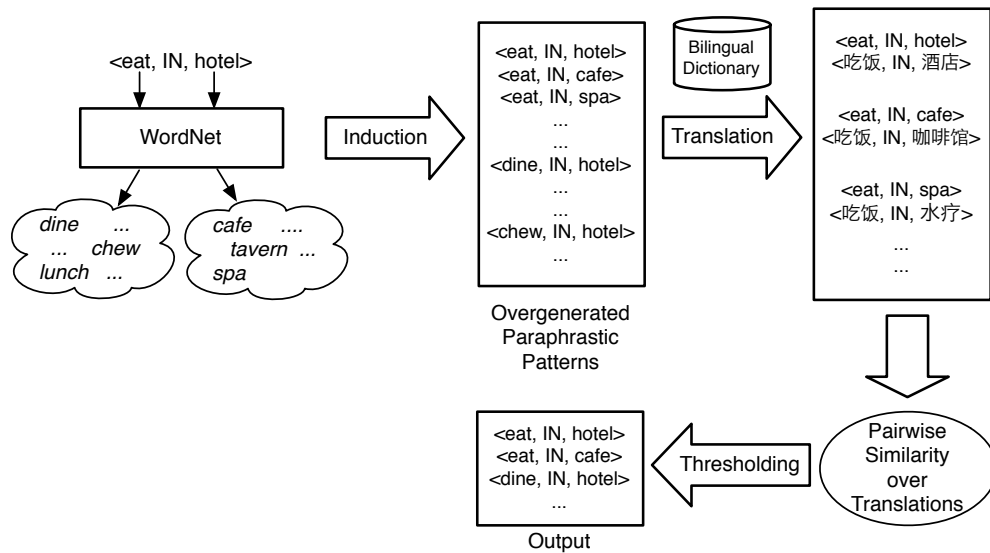 <eat, IN, hotel>
WordNet
dine ...
... chew
lunch ...
cafe ....
tavern ...
spa
Induction
<eat, IN, hotel>
<eat, IN, cafe>
<eat, IN, spa>
...
...
<dine, IN, hotel>
...
...
<chew, IN, hotel>
...
Overgenerated
Paraphrastic
Patterns
Bilingual
Dictionary
Translation
<eat, IN, hotel>
<吃饭, IN, 酒店>
<eat, IN, cafe>
<吃饭, IN, 咖啡馆>
<eat, IN, spa>
<吃饭, IN, 水疗>
...
...
Pairwise
Similarity
over
Translations
Thresholding
<eat, IN, hotel>
<eat, IN, cafe>
<dine, IN, hotel>
...
Output